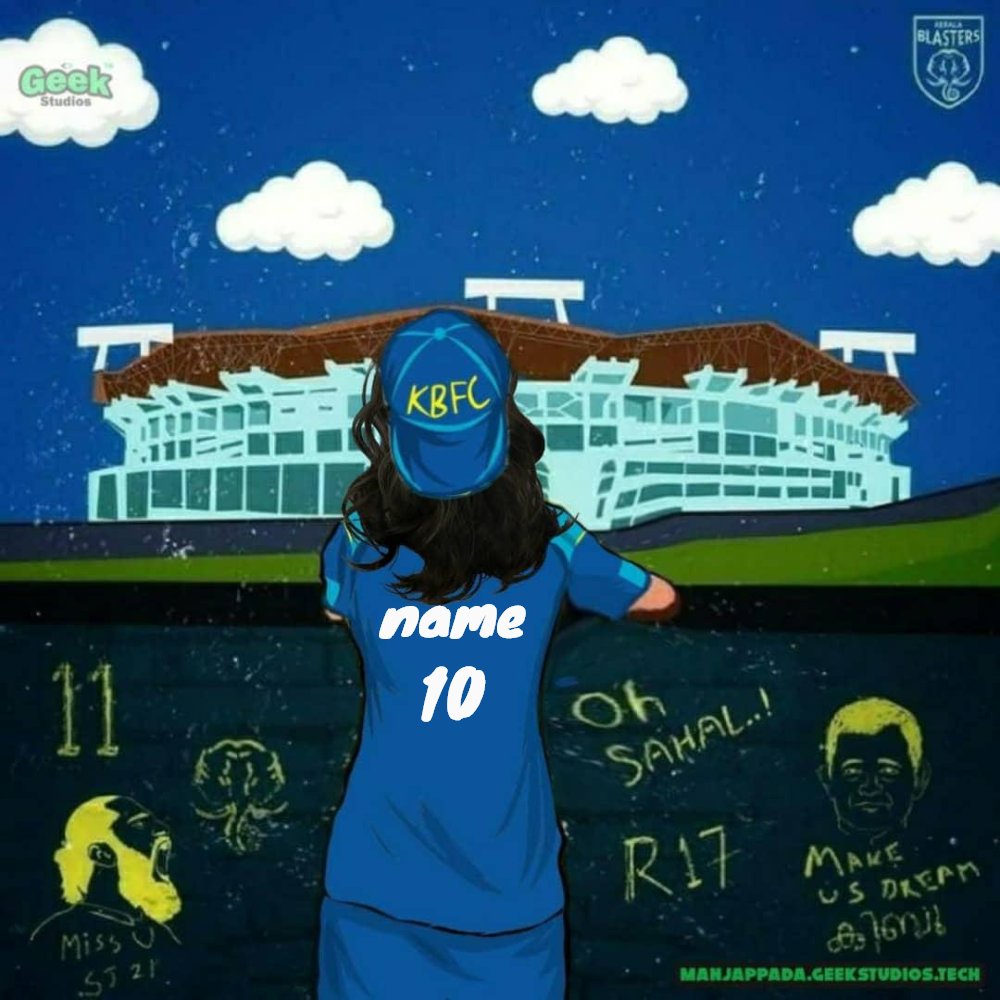 Geek
Studios
KERALA
BLASTERS
KBFC
name
10
11
Oh
SAHAL..!
R17
MAKE
US DREAM
MISS U
SJ 21
MANJAPPADA.GEEKSTUDIOS.TECH